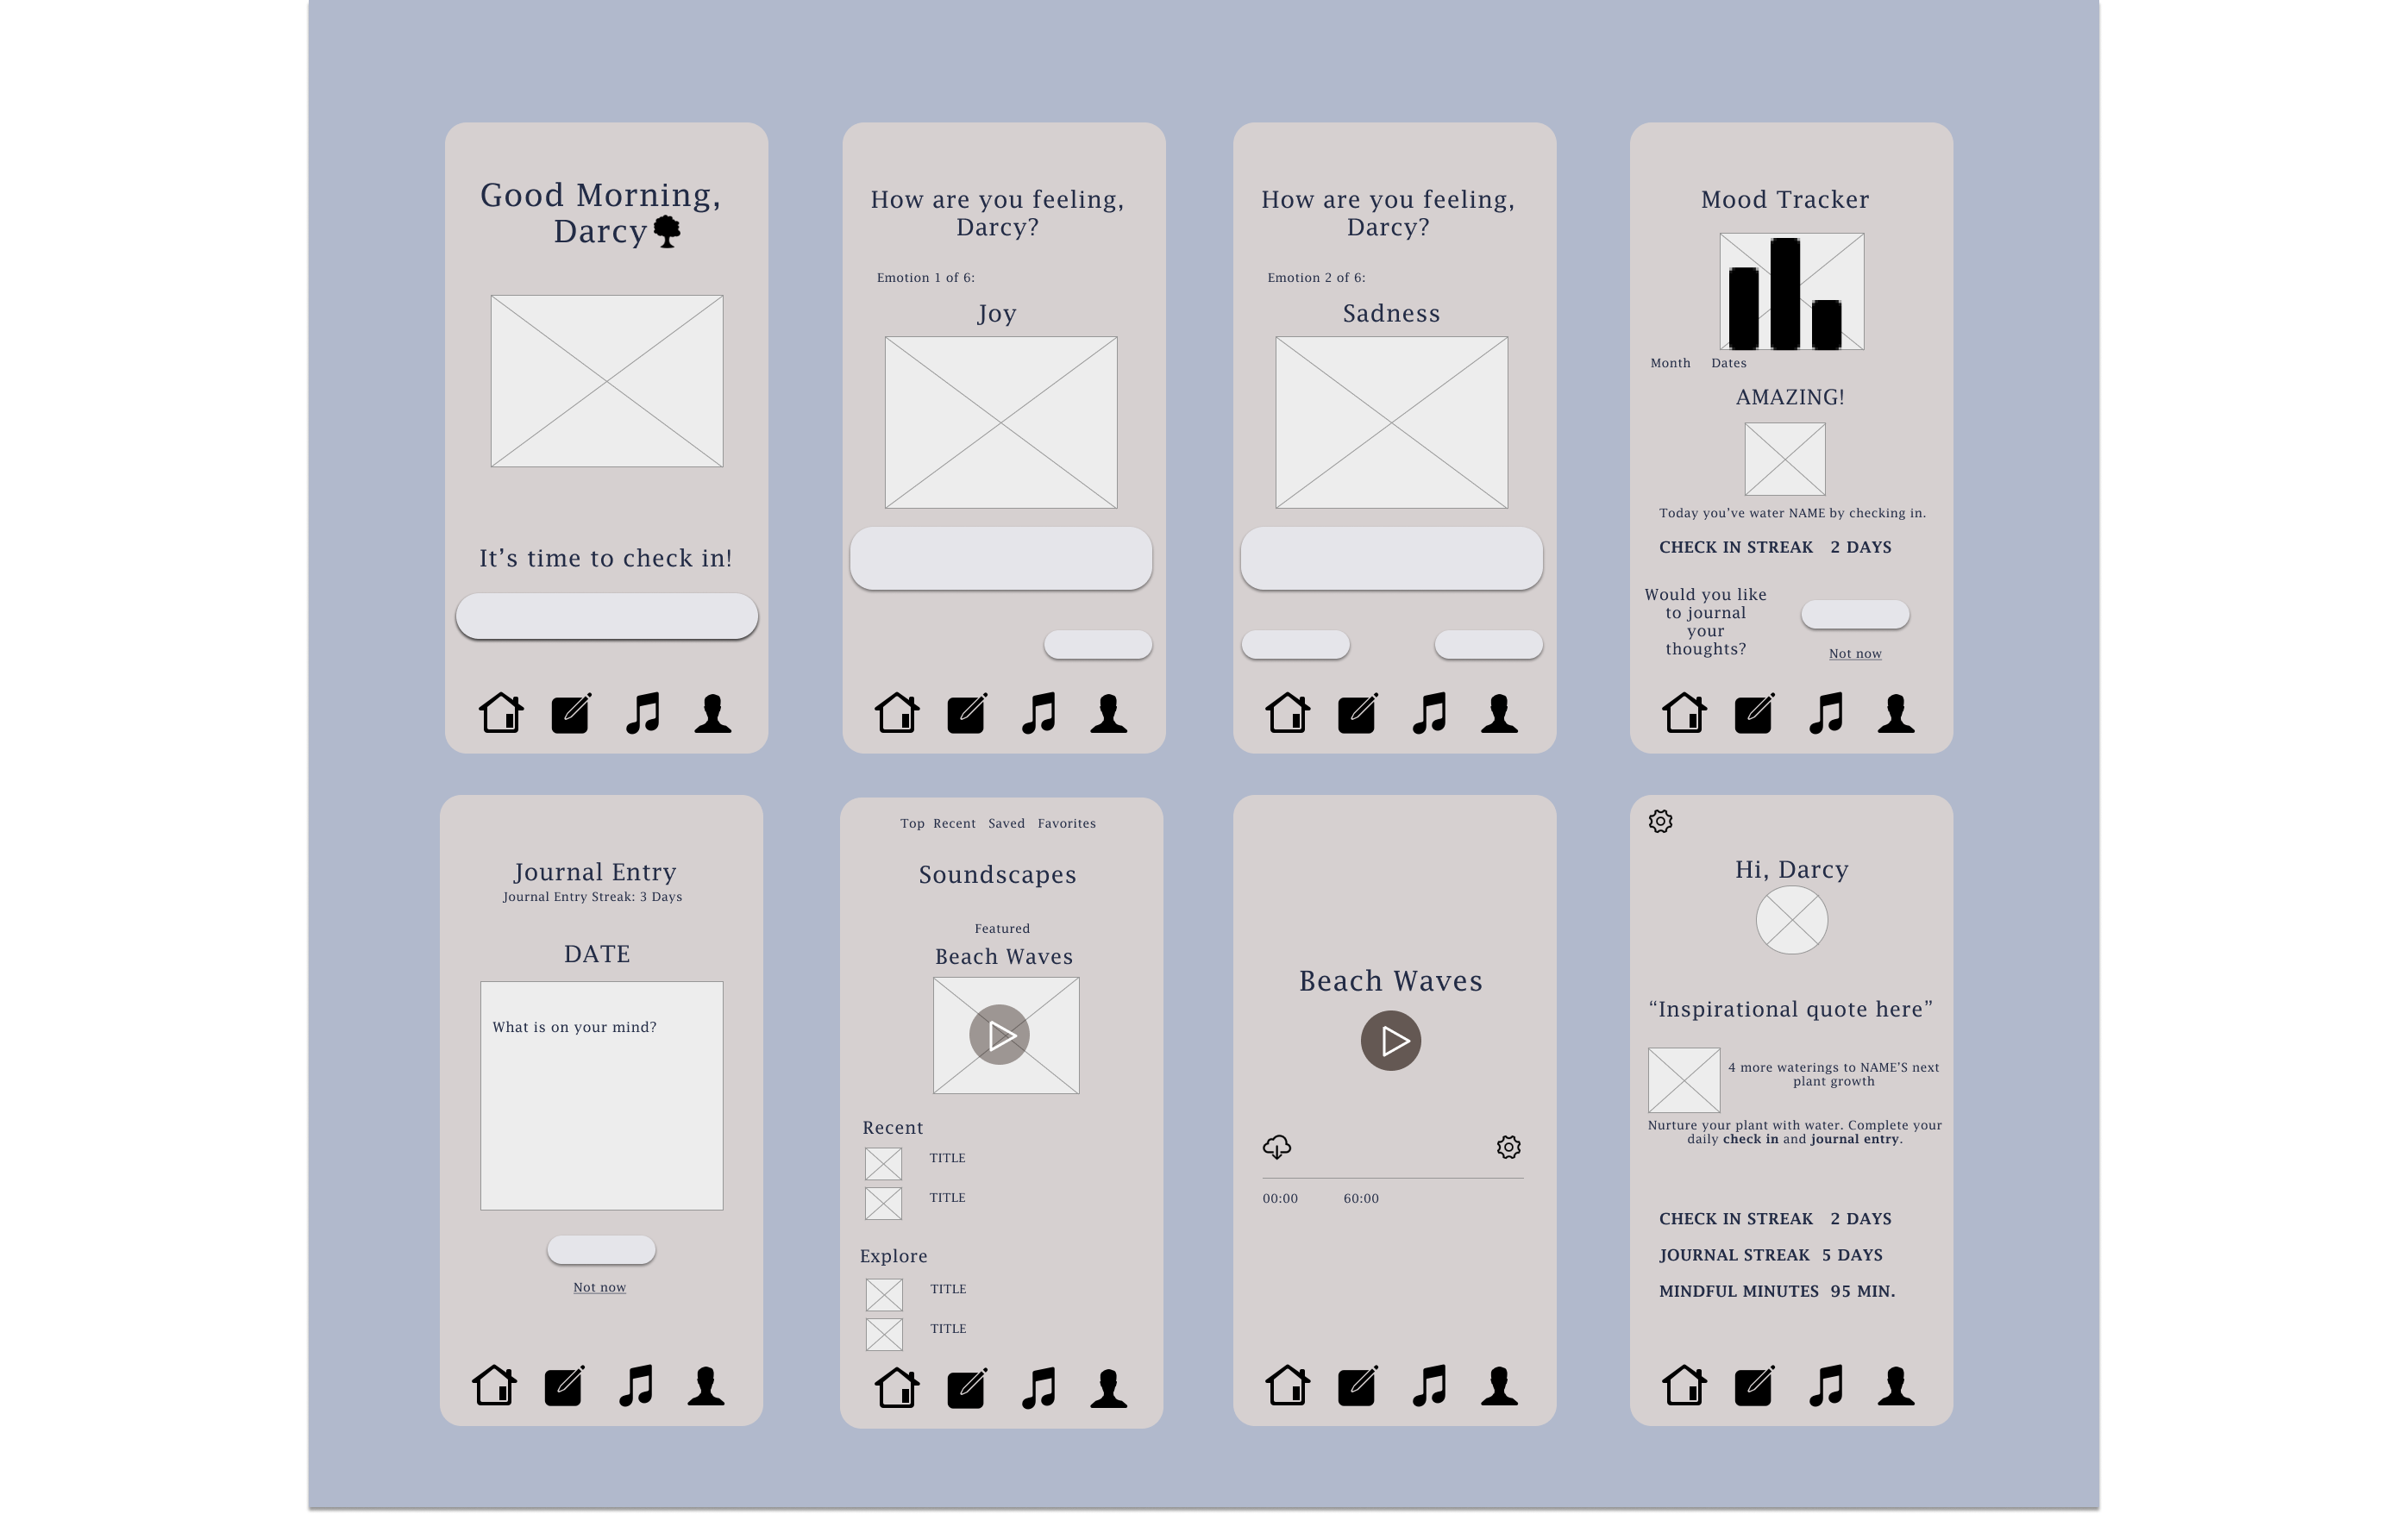 Good Morning,
Darcy
It’s time to check in!
How are you feeling,
Darcy?
Emotion 1 of 6:
Joy
How are you feeling,
Darcy?
Emotion 2 of 6:
Sadness
Mood Tracker
Month Dates
AMAZING!
Today you’ve water NAME by checking in.
CHECK IN STREAK 2 DAYS
Would you like
to journal
your
thoughts?
Not now
Journal Entry
Journal Entry Streak: 3 Days
DATE
What is on your mind?
Not now
Top Recent Saved Favorites
Soundscapes
Featured
Beach Waves
Recent
TITLE
TITLE
Explore
TITLE
TITLE
Beach Waves
00:00 60:00
Hi, Darcy
“Inspirational quote here”
4 more waterings to NAME’S next
plant growth
Nurture your plant with water. Complete your
daily check in and journal entry.
CHECK IN STREAK 2 DAYS
JOURNAL STREAK 5 DAYS
MINDFUL MINUTES 95 MIN.